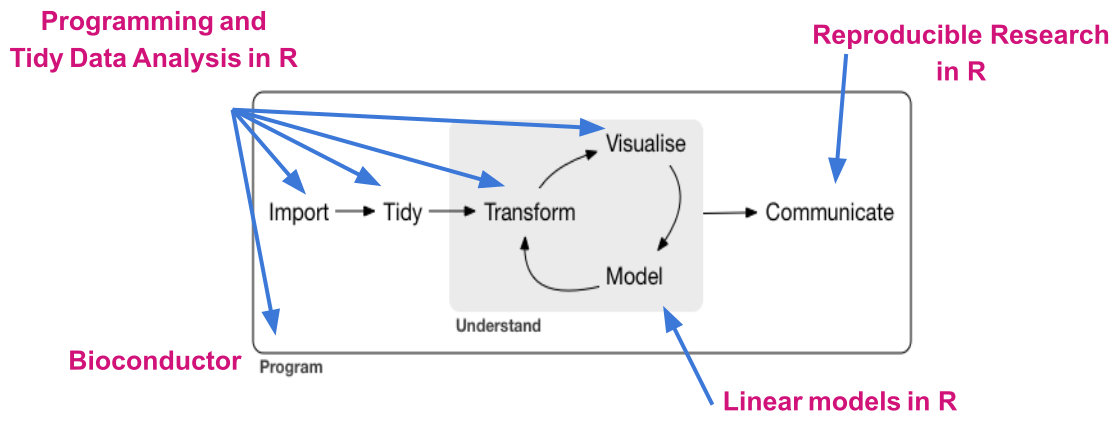 Programming and
Tidy Data Analysis in R
Reproducible Research
in R
Visualise
Import
Tidy
Transform
Communicate
Model
Understand
Bioconductor
Program
Linear models in R